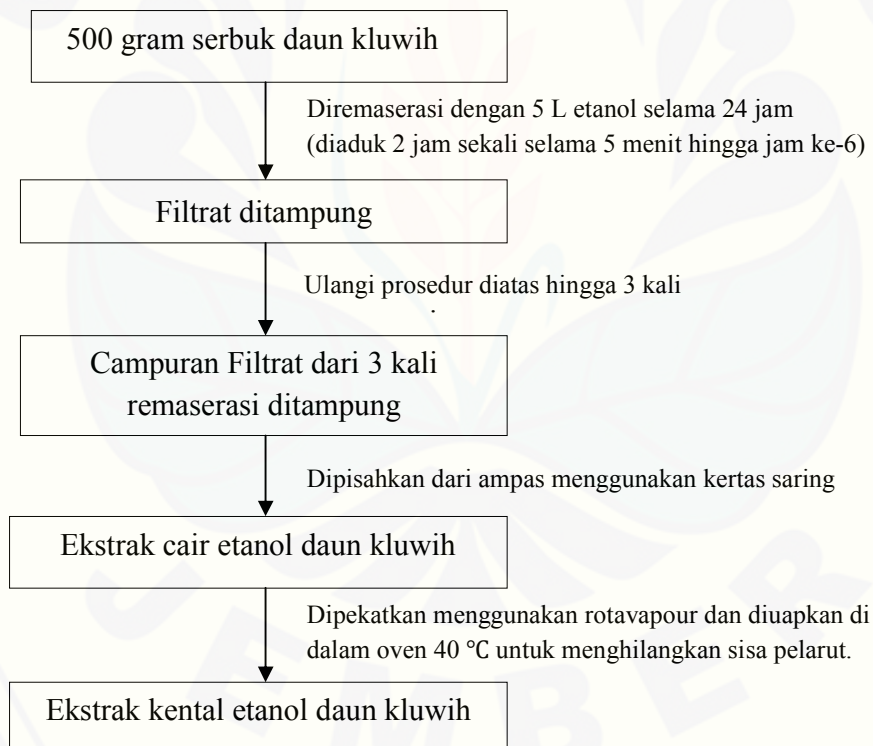 500 gram serbuk daun kluwih
Diremaserasi dengan 5 L etanol selama 24 jam
(diaduk 2 jam sekali selama 5 menit hingga jam ke-6)
Filtrat ditampung
Ulangi prosedur diatas hingga 3 kali
.
Campuran Filtrat dari 3 kali
remaserasi ditampung
Dipisahkan dari ampas menggunakan kertas saring
Ekstrak cair etanol daun kluwih
Dipekatkan menggunakan rotavapour dan diuapkan di
dalam oven 40 °C untuk menghilangkan sisa pelarut.
Ekstrak kental etanol daun kluwih
JEMBER